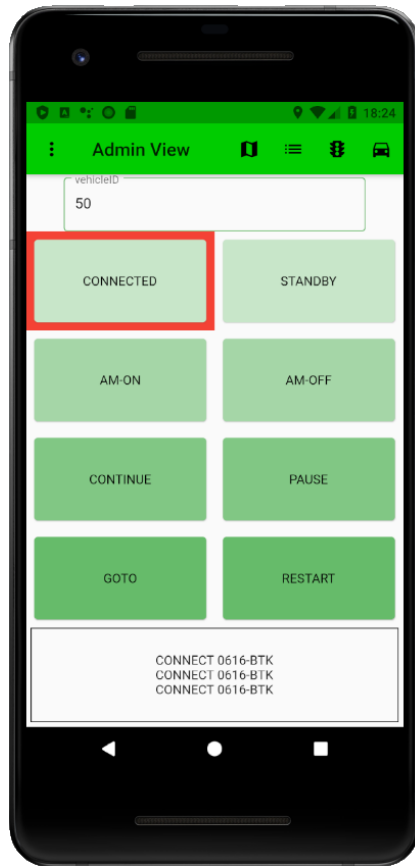 18:24
Admin View
vehicleID
50
CONNECTED STANDBY
AM-ON AM-OFF
CONTINUE PAUSE
GOTO RESTART
CONNECT 0616-BTK
CONNECT 0616-BTK
CONNECT 0616-BTK